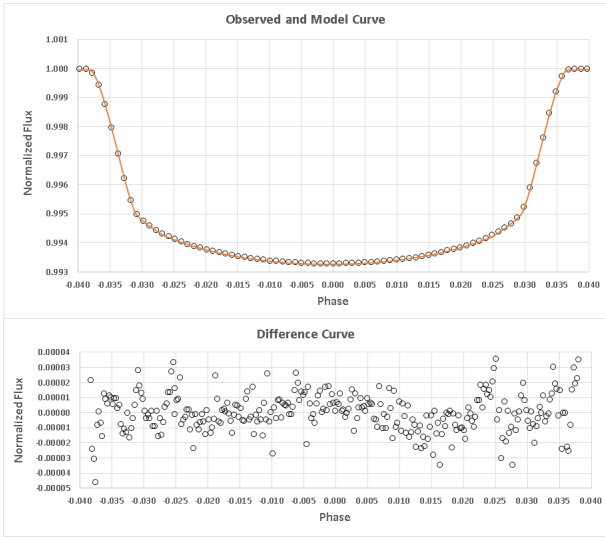 Observed and Model Curve
1.001
1.000
0.999
0.998
0.997
0.996
0.995
0.994
0.993
Normalized Flux
-0.040 -0.035 -0.030 -0.025 -0.020 -0.015 -0.010 -0.005 0.000 0.005 0.010 0.015 0.020 0.025 0.030 0.035 0.040
Phase
Difference Curve
0.00004
0.00003
0.00002
0.00001
0.00000
-0.00001
-0.00002
-0.00003
-0.00004
-0.00005
Normalized Flux
-0.040 -0.035 -0.030 -0.025 -0.020 -0.015 -0.010 -0.005 0.000 0.005 0.010 0.015 0.020 0.025 0.030 0.035 0.040
Phase